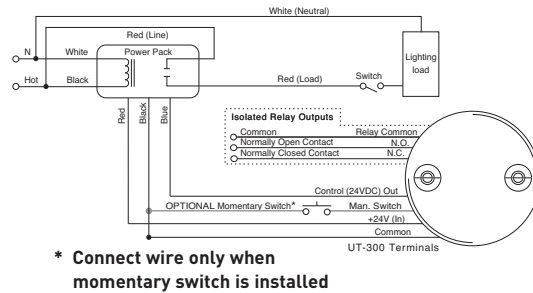 White (Neutral)
Red (Line)
N
White
Power Pack
Lighting
load
Hot
Black
Red (Load)
Switch
Red
Black
Blue
Isolated Relay Outputs
Common
Relay Common
Normally Open Contact
N.O.
Normally Closed Contact
N.C.
Control (24VDC) Out
OPTIONAL Momentary Switch*
Man. Switch
+24V (In)
Common
UT-300 Terminals
* Connect wire only when
momentary switch is installed